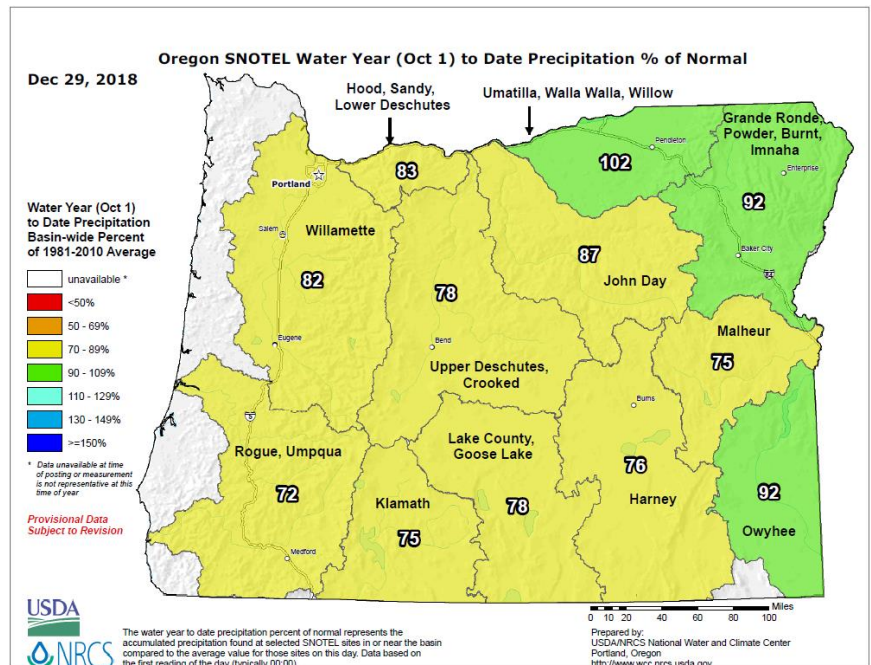 Oregon SNOTEL Water Year (Oct 1) to Date Precipitation % of Normal
Dec 29, 2018
Hood, Sandy,
Lower Deschutes
Umatilla, Walla Walla, Willow
Grande Ronde,
Powder, Burnt,
Imnaha
Pendleton
Enterprise
102
83
Portland
92
Water Year (Oct 1)
to Date Precipitation
Basin-wide Percent
of 1981-2010 Average
unavailable *
<50%
50 - 69%
70 - 89%
90 - 109%
110 - 129%
130 - 149%
>=150%
* Data unavailable at time
of posting or measurement
is not representative at this
time of year
Provisional Data
Subject to Revision
Salem
5
Willamette
82
78
87
John Day
Baker City
84
Eugene
Bend
Malheur
75
Upper Deschutes,
Crooked
Burns
5
Rogue, Umpqua
72
Lake County,
Goose Lake
76
Klamath
75
78
Harney
92
Owyhee
Medford
Miles
0 10 20 40 60 80 100
USDA
NRCS
The water year to date precipitation percent of normal represents the
accumulated precipitation found at selected SNOTEL sites in or near the basin
compared to the average value for those sites on this day. Data based on
the first reading of the day (typically 00:00).
Prepared by:
USDA/NRCS National Water and Climate Center
Portland, Oregon
http://www.wcc.nrcs.usda.gov